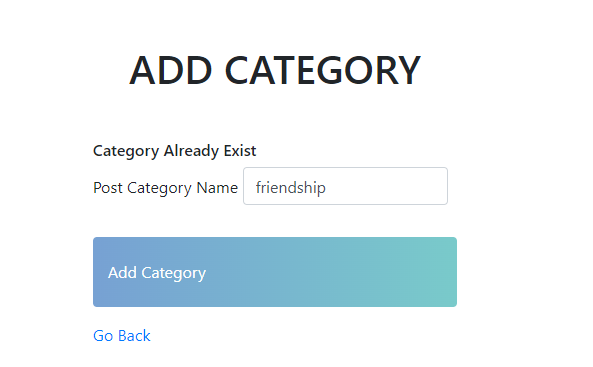 ADD CATEGORY
Category Already Exist
Post Category Name friendship
Add Category
Go Back